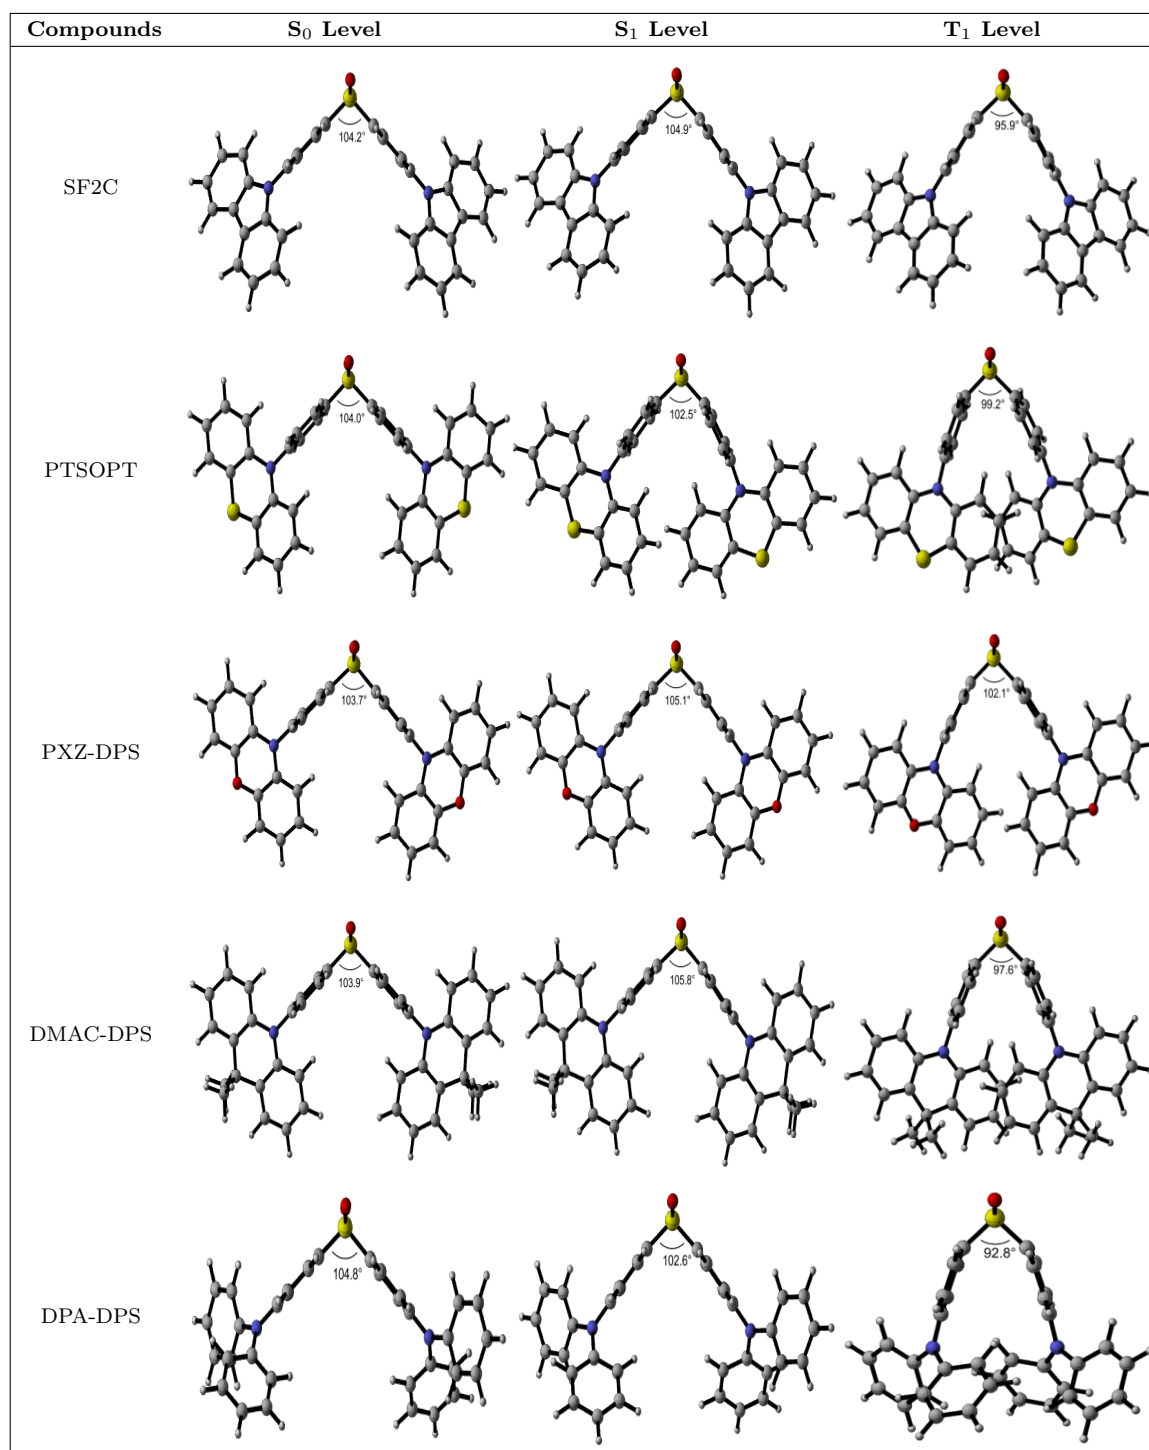 Compounds S₀ Level S₁ Level T₁ Level
104.2° 104.9° 95.9°
SF2C
104.0° 102.5° 99.2°
PTSOPT
103.7° 105.1° 102.1°
PXZ-DPS
103.9° 105.8° 97.6°
DMAC-DPS
104.8° 102.6° 92.8°
DPA-DPS